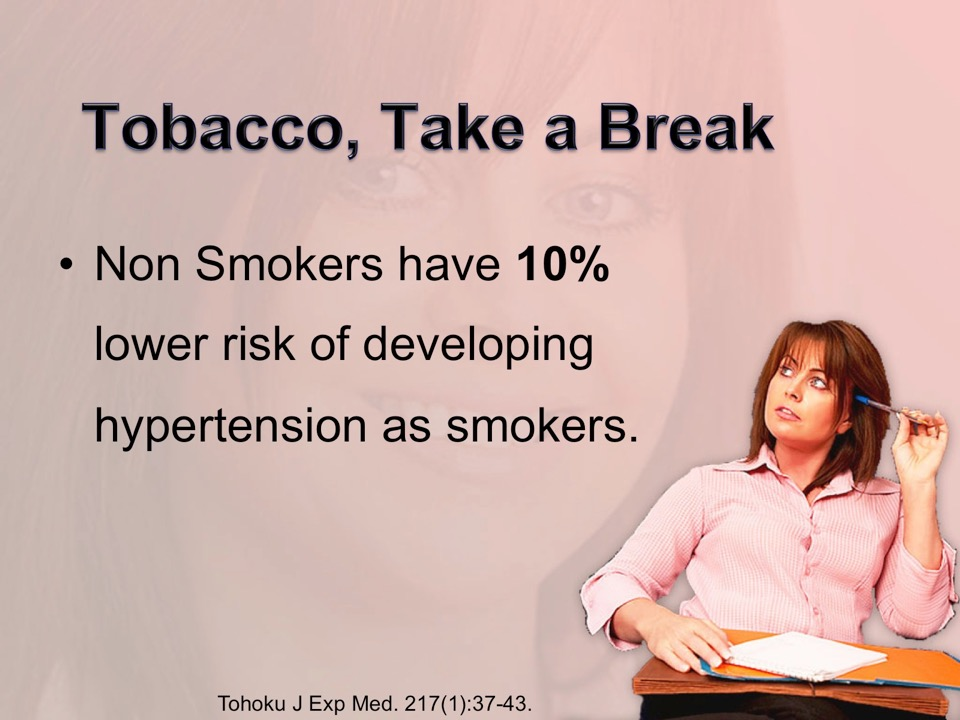 Tobacco, Take a Break
• Non Smokers have 10%
lower risk of developing
hypertension as smokers.
Tohoku J Exp Med. 217(1):37-43.